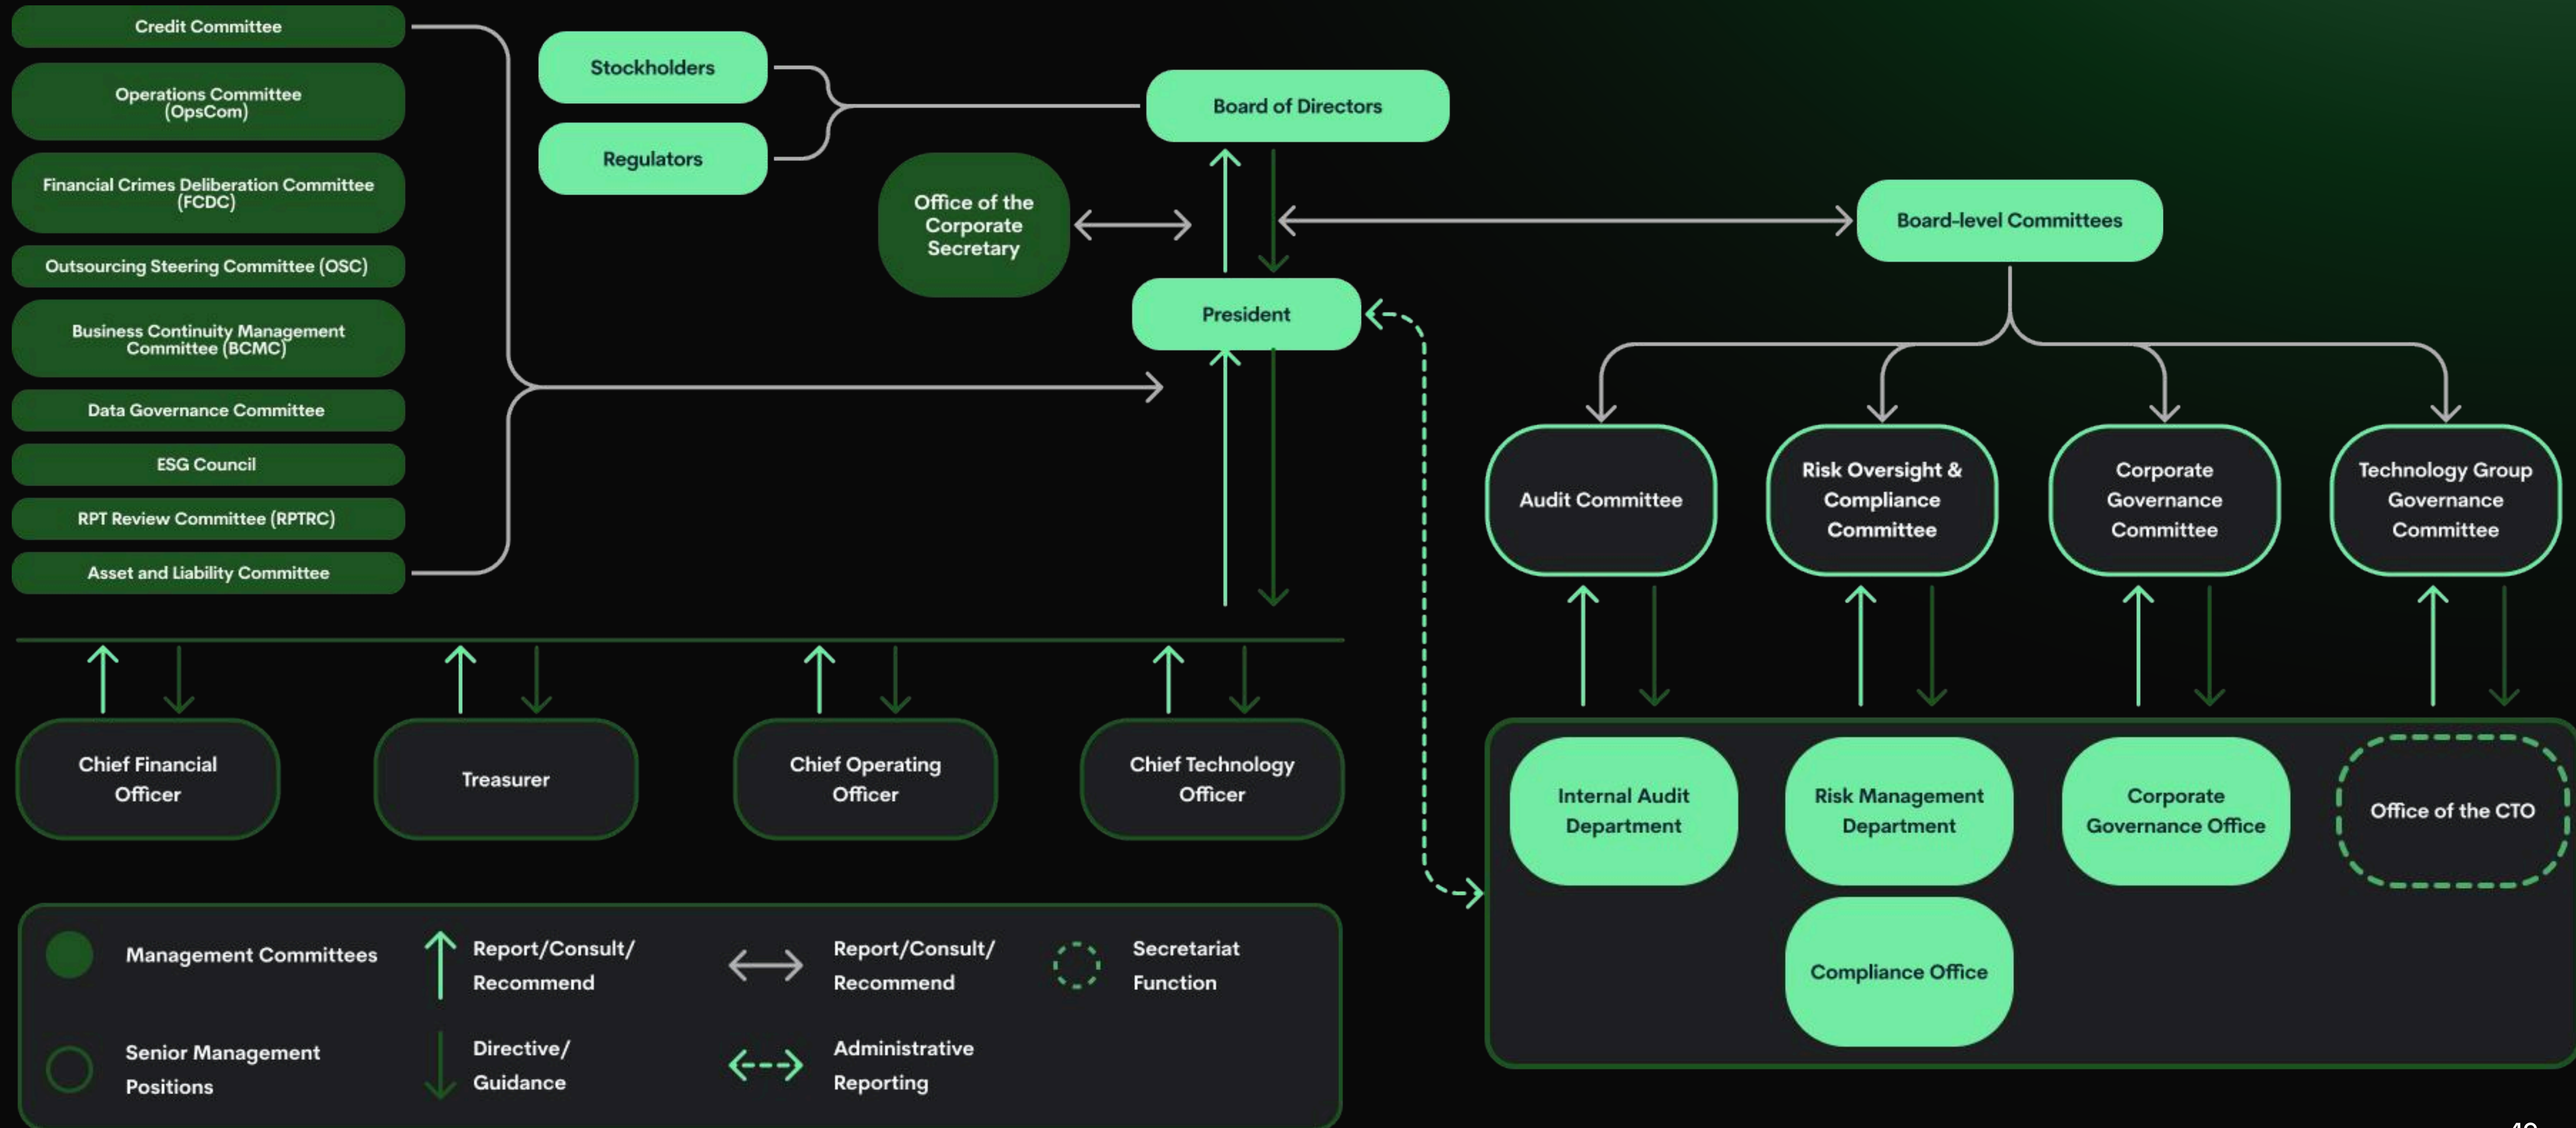 Credit Committee
Operations Committee
(OpsCom)
Financial Crimes Deliberation Committee
(FCDC)
Outsourcing Steering Committee (OSC)
Business Continuity Management
Committee (BCMC)
Data Governance Committee
ESG Council
RPT Review Committee (RPTRC)
Asset and Liability Committee
Stockholders
Regulators
Board of Directors
Office of the
Corporate
Secretary
President
Board-level Committees
Audit Committee
Risk Oversight &
Compliance
Committee
Corporate
Governance
Committee
Technology Group
Governance
Committee
Chief Financial
Officer
Treasurer
Chief Operating
Officer
Chief Technology
Officer
Internal Audit
Department
Risk Management
Department
Corporate
Governance Office
Office of the CTO
Compliance Office
Management Committees
Senior Management
Positions
Report/Consult/
Recommend
Directive/
Guidance
Report/Consult/
Recommend
Administrative
Reporting
Secretariat
Function